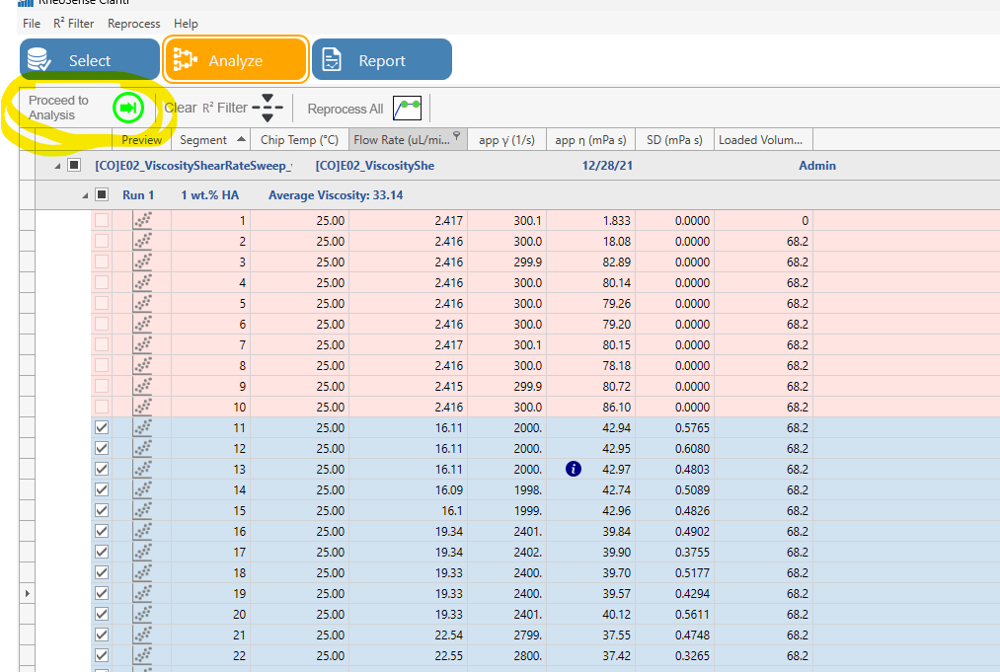 RheoSense Clariti
File R² Filter Reprocess Help
Select Analyze Report
Proceed to
Analysis
Clear R² Filter Reprocess All
Preview Segment Chip Temp (°C) Flow Rate (uL/mi... app γ̇ (1/s) app η (mPa s) SD (mPa s) Loaded Volum...
[CO]E02_ViscosityShearRateSweep_ [CO]E02_ViscosityShe 12/28/21 Admin
Run 1 1 wt.% HA Average Viscosity: 33.14
1 25.00 2.417 300.1 1.833 0.0000 0
2 25.00 2.416 300.0 18.08 0.0000 68.2
3 25.00 2.416 299.9 82.89 0.0000 68.2
4 25.00 2.416 300.0 80.14 0.0000 68.2
5 25.00 2.416 300.0 79.26 0.0000 68.2
6 25.00 2.416 300.0 79.20 0.0000 68.2
7 25.00 2.417 300.1 80.15 0.0000 68.2
8 25.00 2.416 300.0 78.18 0.0000 68.2
9 25.00 2.415 299.9 80.72 0.0000 68.2
10 25.00 2.416 300.0 86.10 0.0000 68.2
11 25.00 16.11 2000. 42.94 0.5765 68.2
12 25.00 16.11 2000. 42.95 0.6080 68.2
13 25.00 16.11 2000. i 42.97 0.4803 68.2
14 25.00 16.09 1998. 42.74 0.5089 68.2
15 25.00 16.1 1999. 42.96 0.4826 68.2
16 25.00 19.34 2401. 39.84 0.4902 68.2
17 25.00 19.34 2402. 39.90 0.3755 68.2
18 25.00 19.33 2400. 39.70 0.5177 68.2
19 25.00 19.33 2400. 39.57 0.4294 68.2
20 25.00 19.33 2401. 40.12 0.5611 68.2
21 25.00 22.54 2799. 37.55 0.4748 68.2
22 25.00 22.55 2800. 37.42 0.3265 68.2